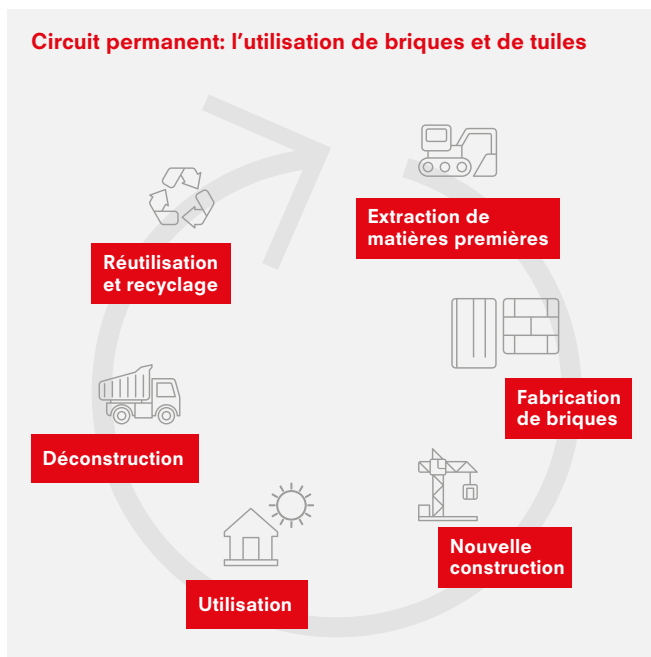 Circuit permanent: l’utilisation de briques et de tuiles
Extraction de
matières premières
Fabrication
de briques
Nouvelle
construction
Utilisation
Déconstruction
Réutilisation
et recyclage